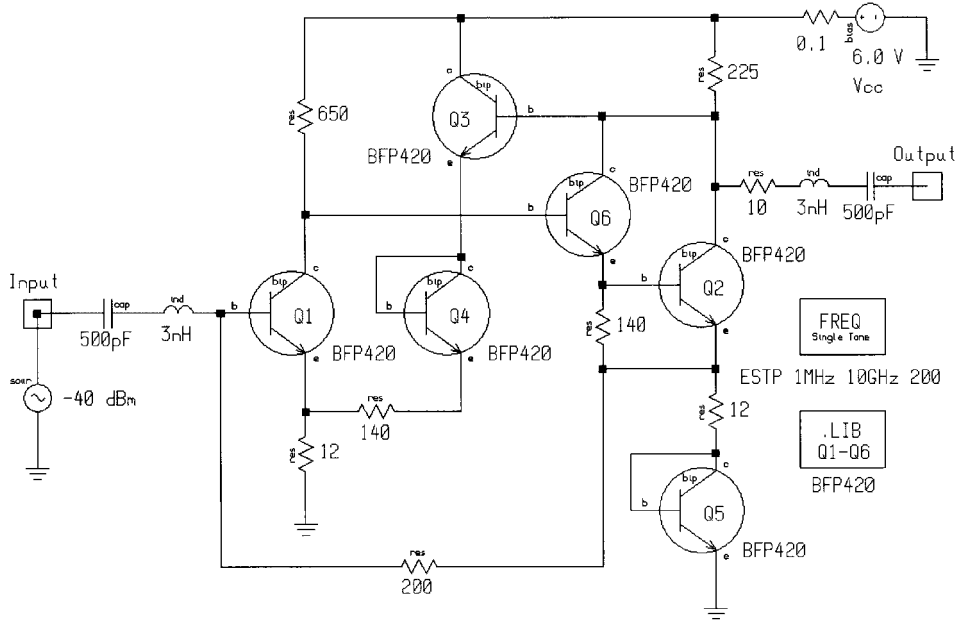 0.1
bias
+ -
6.0 V
Vcc
res
225
res
650
c
bip
Q3
b
e
BFP420
c
bip
b
Q6
e
BFP420
res
10
ind
3nH
cap
500pF
Output
Input
cap
500pF
ind
3nH
b
c
bip
Q1
e
BFP420
b
c
bip
Q4
e
BFP420
b
c
bip
Q2
e
BFP420
res
140
sour
-40 dBm
res
140
res
12
res
12
FREQ
Single Tone
ESTP 1MHz 10GHz 200
.LIB
Q1-Q6
BFP420
b
c
bip
Q5
e
BFP420
res
200
res